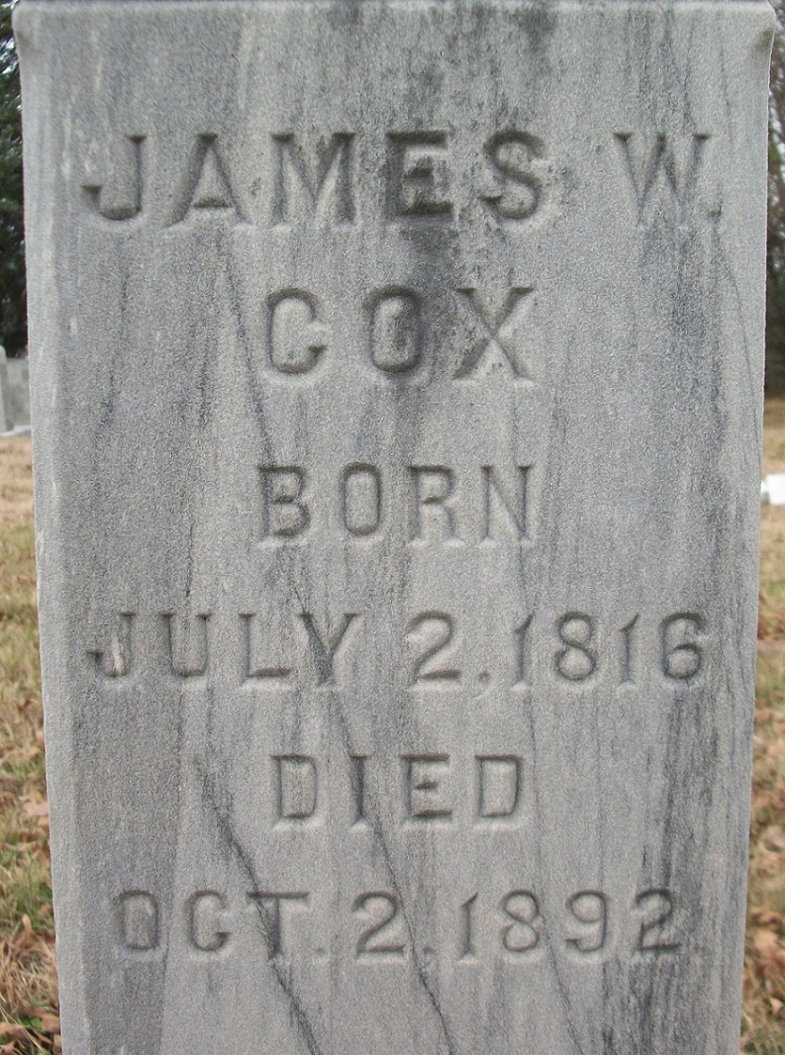 JAMES W.
COX
BORN
JULY 2, 1816
DIED
OCT. 2, 1892